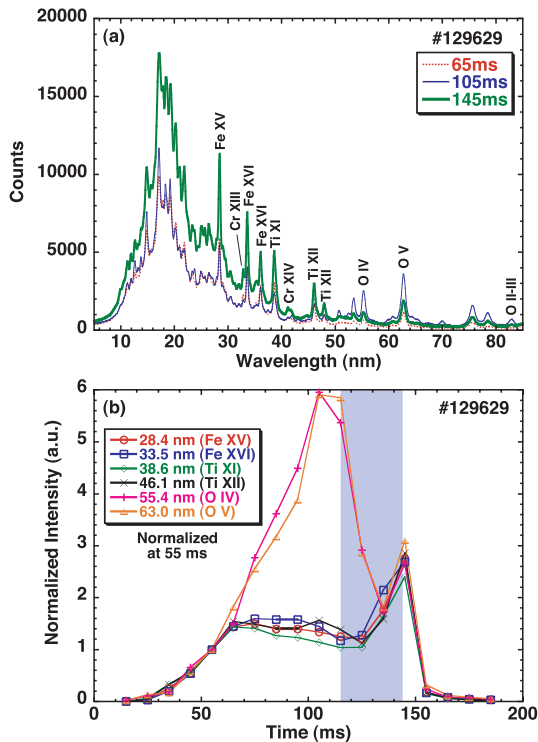 (a)
#129629
65ms
105ms
145ms
20000
15000
10000
5000
0
Counts
Fe XV
Cr XIII
Fe XVI
Fe XVI
Ti XI
Cr XIV
Ti XII
Ti XII
O IV
O V
O II-III
10 20 30 40 50 60 70 80
Wavelength (nm)
(b)
#129629
6
5
4
3
2
1
0
Normalized Intensity (a.u.)
28.4 nm (Fe XV)
33.5 nm (Fe XVI)
38.6 nm (Ti XI)
46.1 nm (Ti XII)
55.4 nm (O IV)
63.0 nm (O V)
Normalized
at 55 ms
0 50 100 150 200
Time (ms)